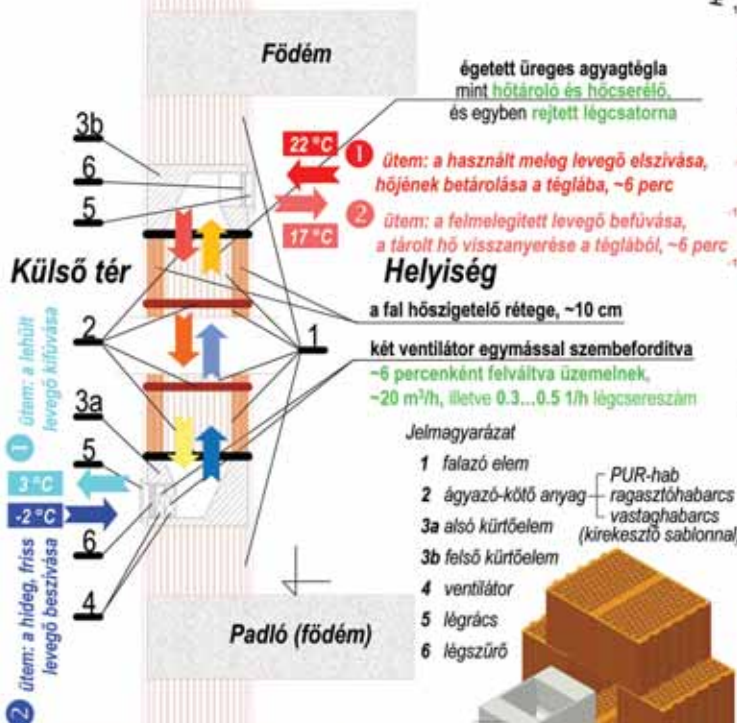 Födém
égetett üreges agyagtégla
mint hőtároló és hőcserélő,
és egyben rejtett légcsatorna
3b
6
5
22 °C
1 ütem: a használt meleg levegő elszívása,
hőjének betárolása a téglába, ~6 perc
17 °C
2 ütem: a felmelegített levegő befúvása,
a tárolt hő visszanyerése a téglából, ~6 perc
Külső tér
Helyiség
a fal hőszigetelő rétege, ~10 cm
2
1
két ventilátor egymással szembefordítva
~6 percenként felváltva üzemelnek,
~20 m³/h, illetve 0.3...0.5 1/h légcsereszám
1 ütem: a lehűlt
levegő kifúvása
3a
5
3 °C
-2 °C
6
4
2 ütem: a hideg, friss
levegő beszívása
Jelmagyarázat
1 falazó elem
2 ágyazó-kötő anyag
PUR-hab
ragasztóhabarcs
vastaghabarcs
(kirekesztő sablonnal)
3a alsó kürtőelem
3b felső kürtőelem
4 ventilátor
5 légrács
6 légszűrő
Padló (födém)